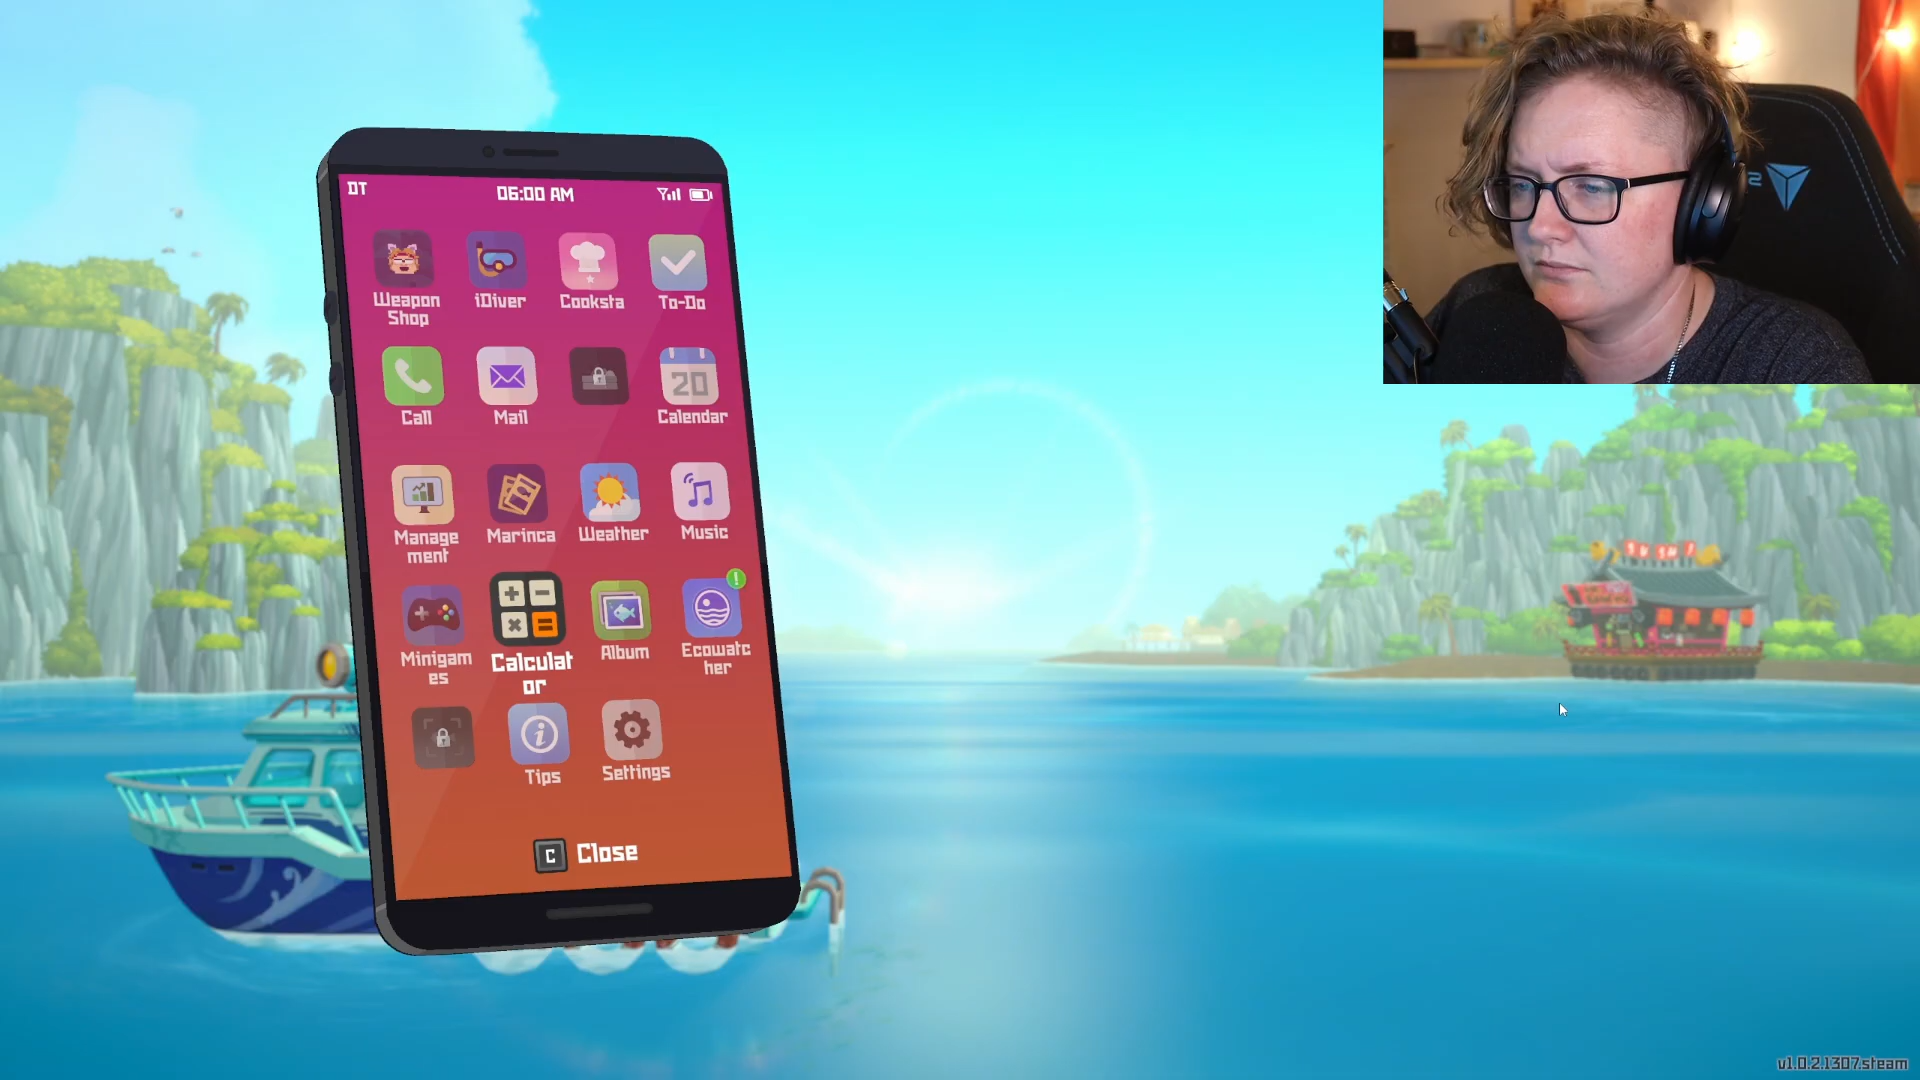 DT
06:00 AM
Weapon
Shop
iDiver
Cooksta
To-Do
Call
Mail
20
Calendar
Manage
ment
Marinca
Weather
Music
Minigam
es
Calculat
or
Album
Ecowatc
her
Tips
Settings
C Close
SUSHI
v1.0.2.1307.steam